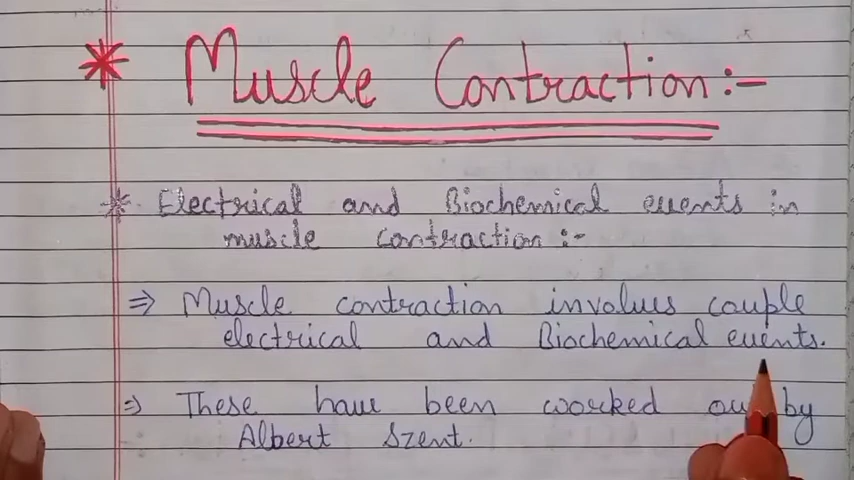 * Muscle Contraction:-
* Electrical and Biochemical events in
muscle contraction :-
⇒ Muscle contraction involves couple
electrical and Biochemical events.
⇒ These have been worked by
Albert Szent.